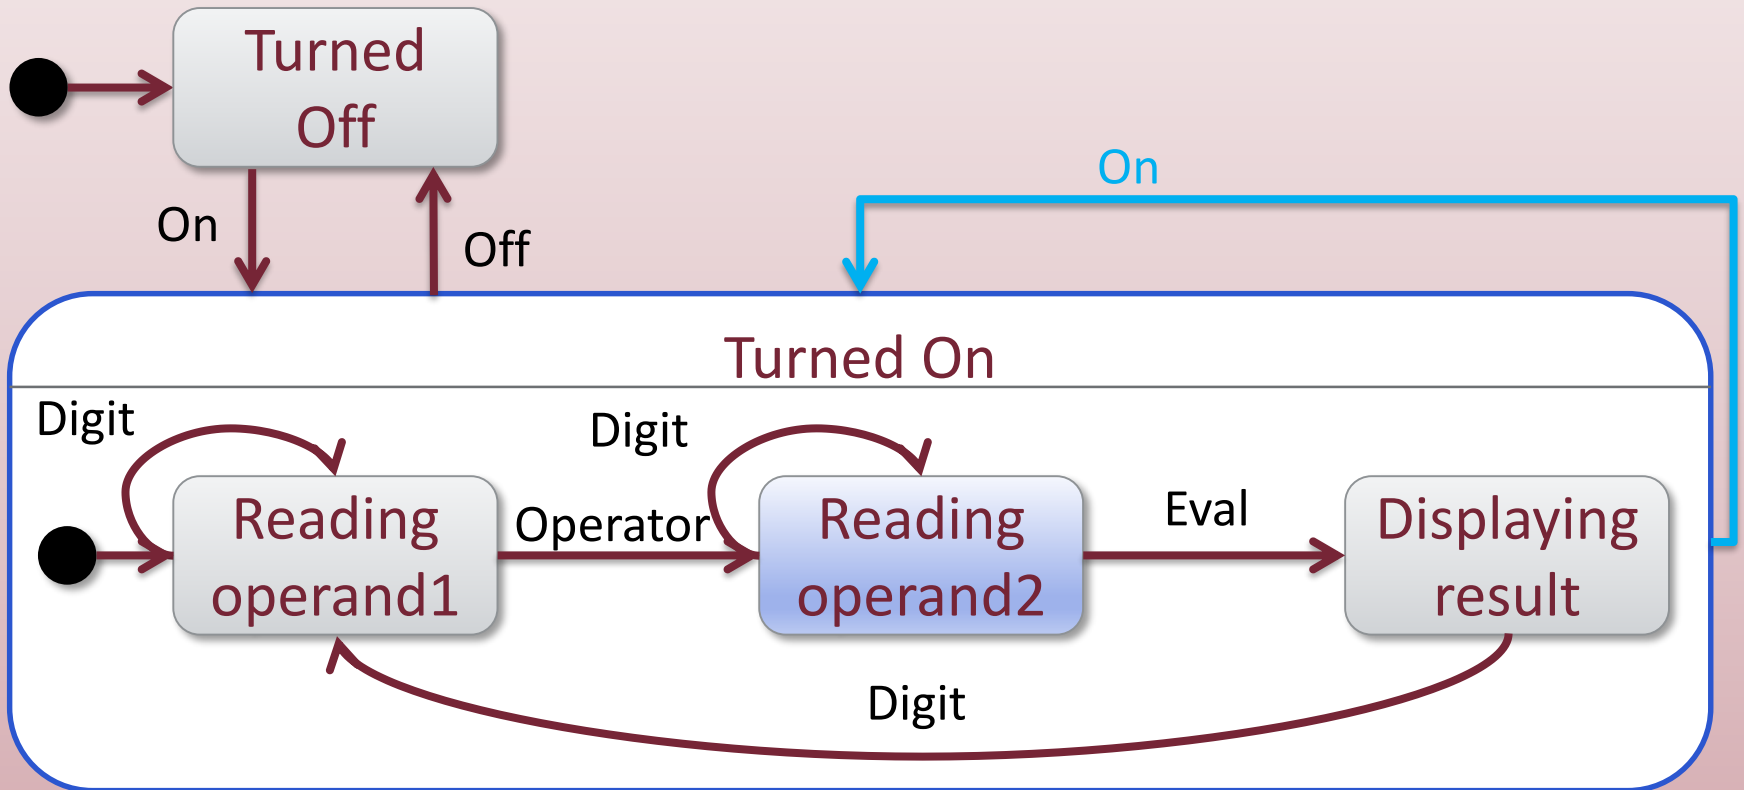 Turned
Off
On
On
Off
Turned On
Digit
Digit
Reading
operand1
Operator
Reading
operand2
Eval
Displaying
result
Digit